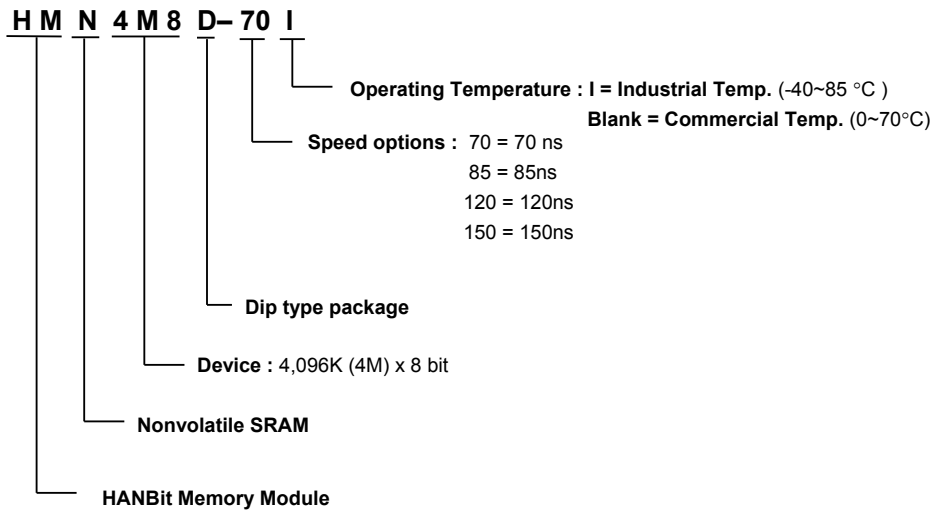 H M N 4 M 8 D– 70 I
Operating Temperature : I = Industrial Temp. (-40~85 °C )
Blank = Commercial Temp. (0~70°C)
Speed options : 70 = 70 ns
85 = 85ns
120 = 120ns
150 = 150ns
Dip type package
Device : 4,096K (4M) x 8 bit
Nonvolatile SRAM
HANBit Memory Module